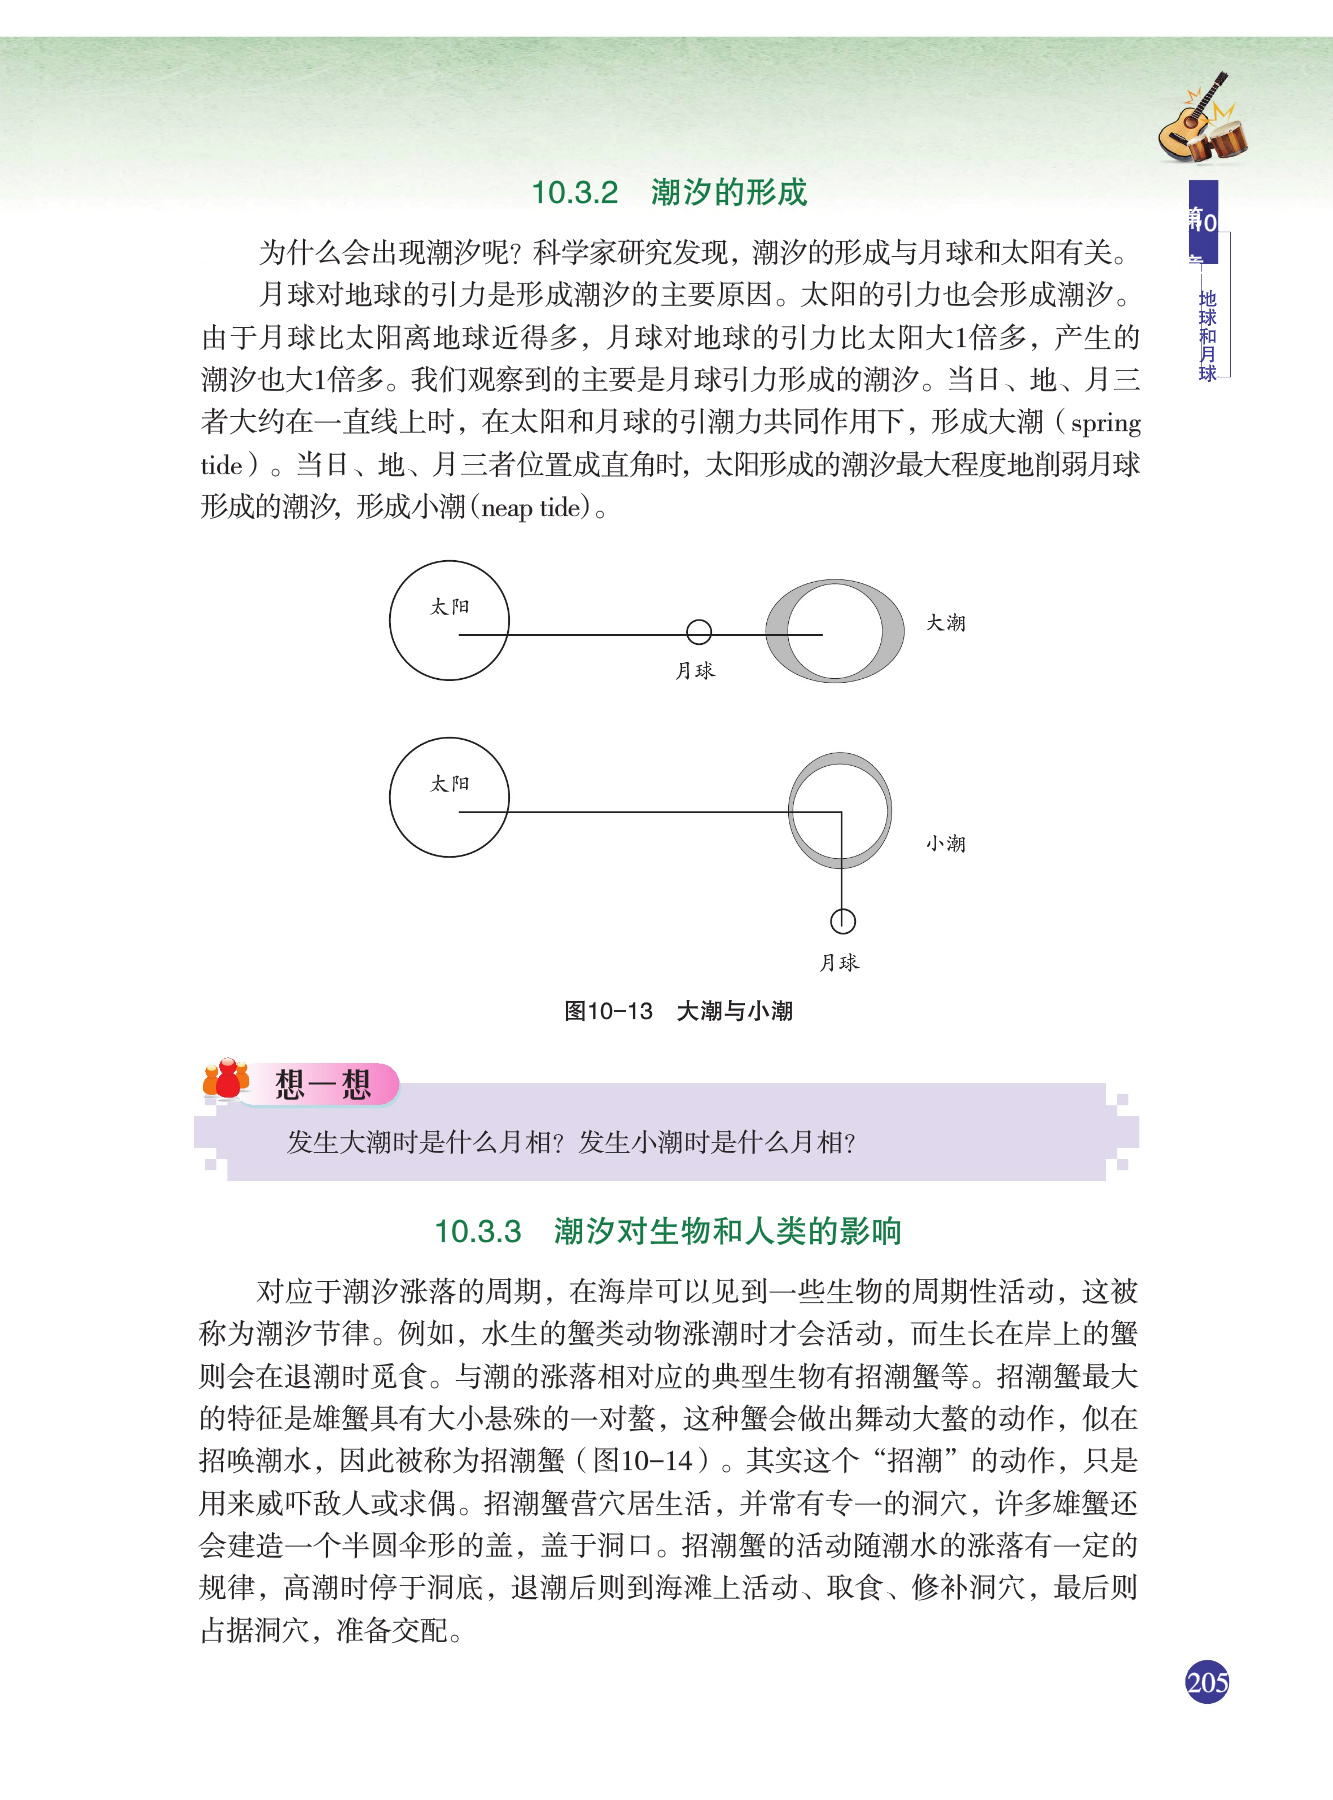 10.3.2 潮汐的形成
第10章
地球和月球
为什么会出现潮汐呢？科学家研究发现，潮汐的形成与月球和太阳有关。
月球对地球的引力是形成潮汐的主要原因。太阳的引力也会形成潮汐。
由于月球比太阳离地球近得多，月球对地球的引力比太阳大1倍多，产生的
潮汐也大1倍多。我们观察到的主要是月球引力形成的潮汐。当日、地、月三
者大约在一直线上时，在太阳和月球的引潮力共同作用下，形成大潮（spring
tide）。当日、地、月三者位置成直角时，太阳形成的潮汐最大程度地削弱月球
形成的潮汐，形成小潮（neap tide）。
太阳
月球
大潮
太阳
小潮
月球
图10-13 大潮与小潮
想一想
发生大潮时是什么月相？发生小潮时是什么月相？
10.3.3 潮汐对生物和人类的影响
对应于潮汐涨落的周期，在海岸可以见到一些生物的周期性活动，这被
称为潮汐节律。例如，水生的蟹类动物涨潮时才会活动，而生长在岸上的蟹
则会在退潮时觅食。与潮的涨落相对应的典型生物有招潮蟹等。招潮蟹最大
的特征是雄蟹具有大小悬殊的一对螯，这种蟹会做出舞动大螯的动作，似在
招唤潮水，因此被称为招潮蟹（图10-14）。其实这个“招潮”的动作，只是
用来威吓敌人或求偶。招潮蟹营穴居生活，并常有专一的洞穴，许多雄蟹还
会建造一个半圆伞形的盖，盖于洞口。招潮蟹的活动随潮水的涨落有一定的
规律，高潮时停于洞底，退潮后则到海滩上活动、取食、修补洞穴，最后则
占据洞穴，准备交配。
205